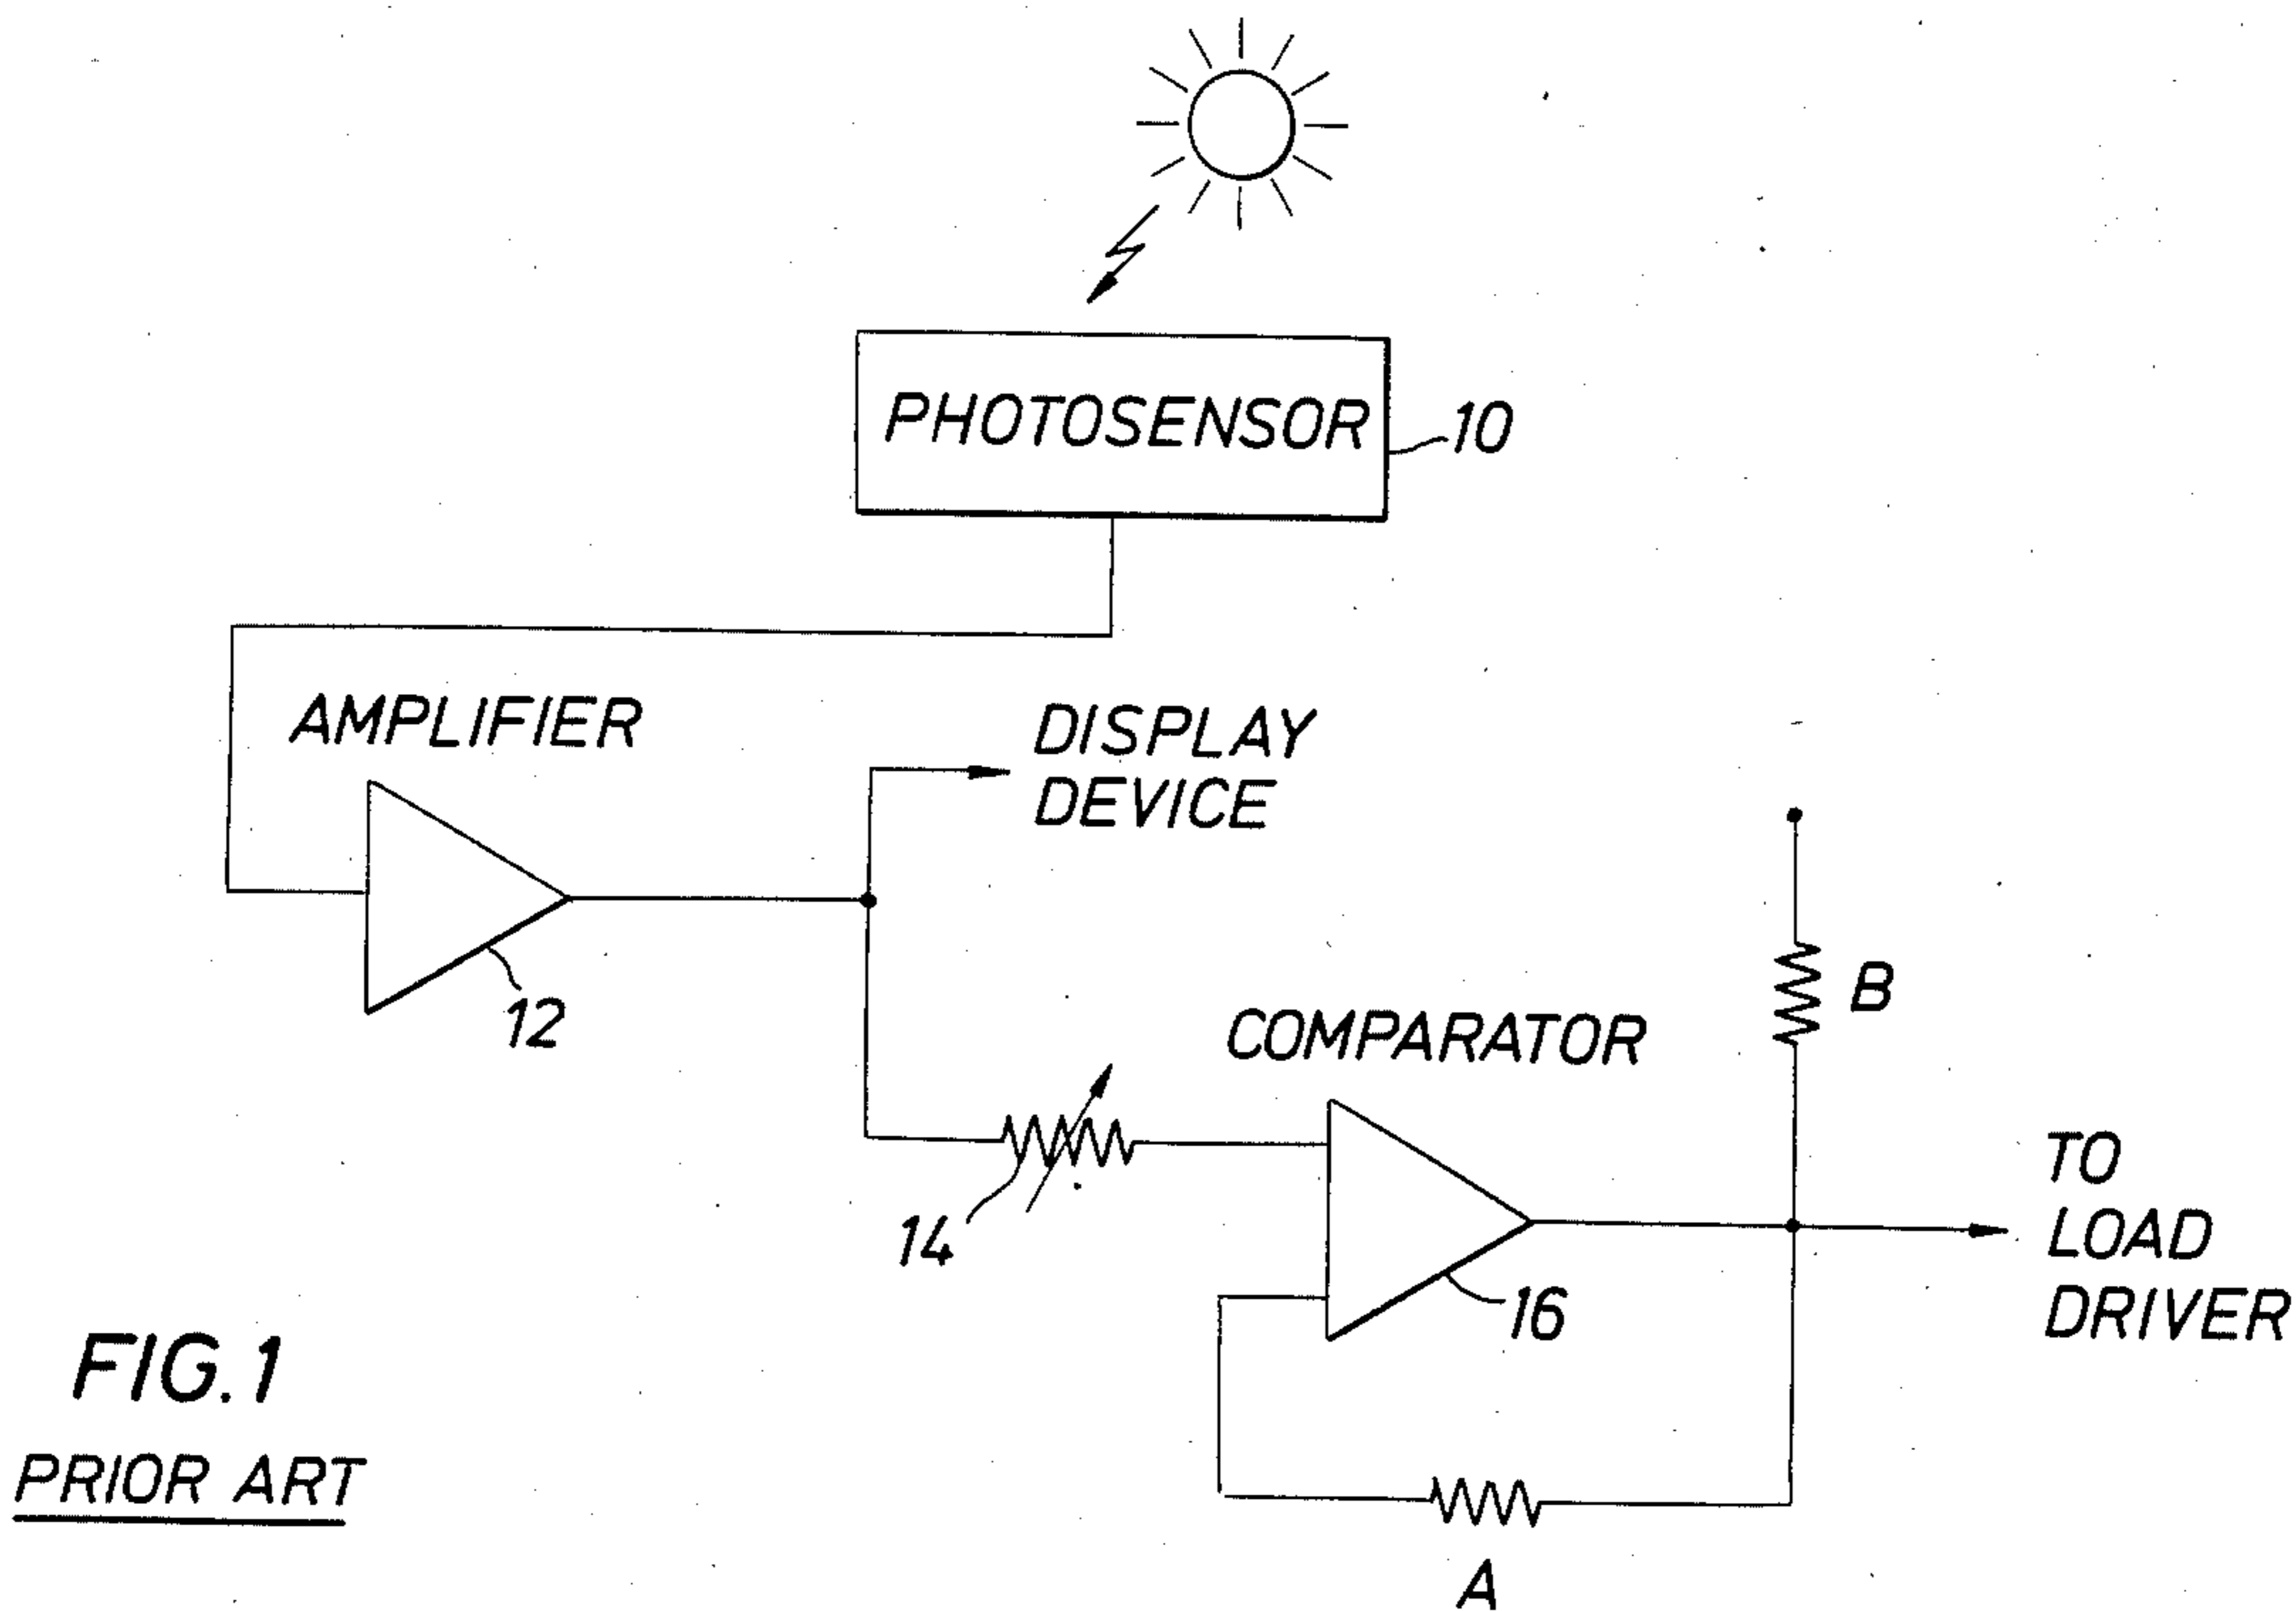 PHOTOSENSOR
10
AMPLIFIER
DISPLAY
DEVICE
12
B
COMPARATOR
14
16
TO
LOAD
DRIVER
A
FIG. 1
PRIOR ART